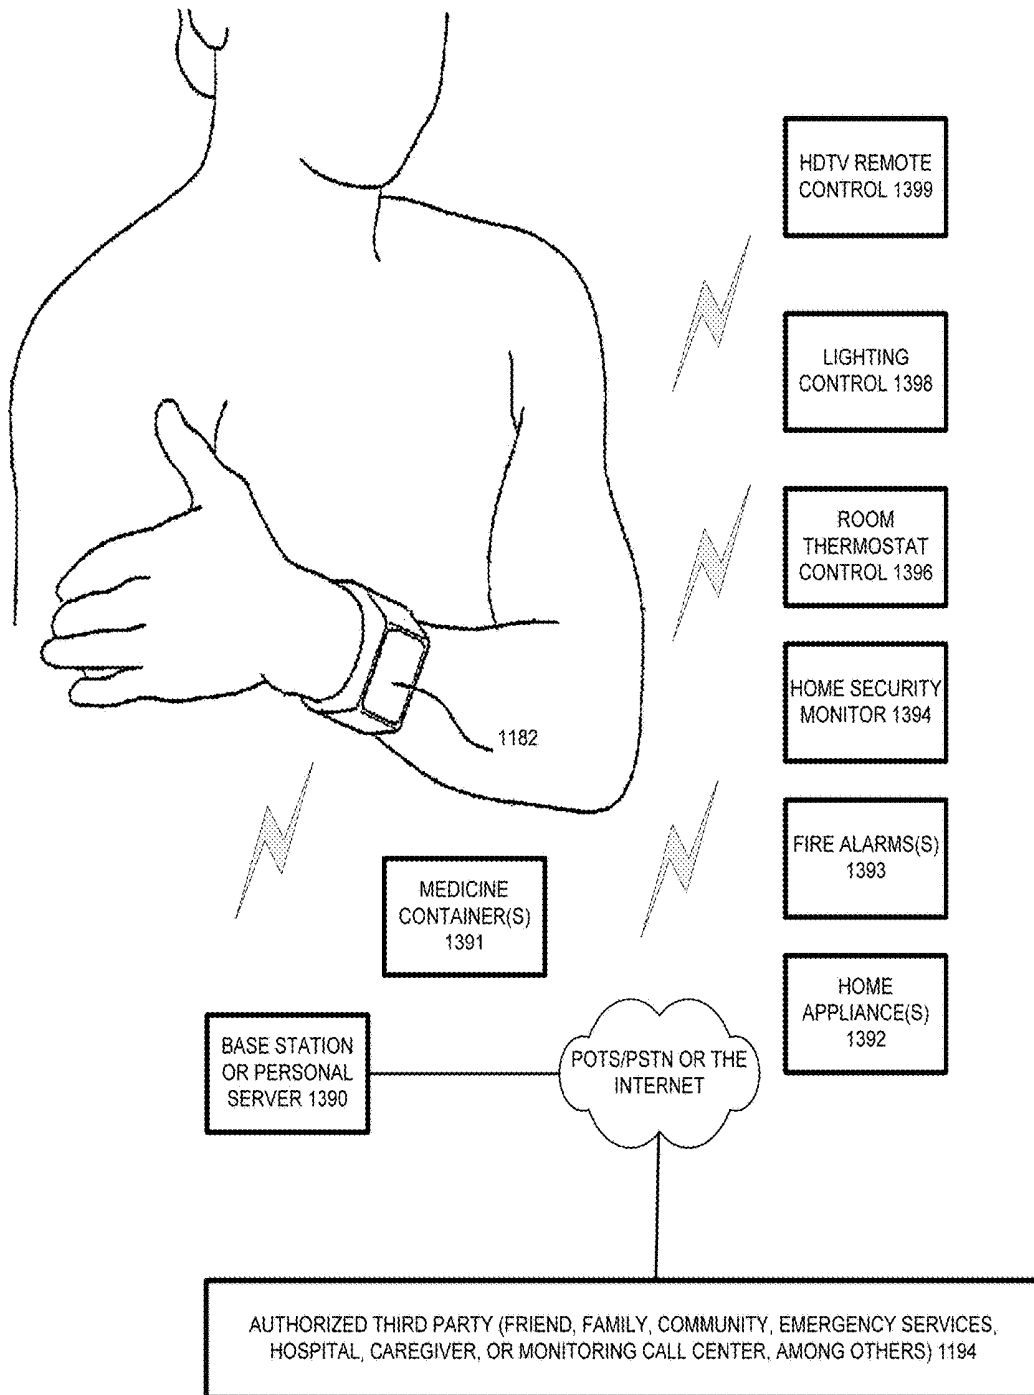 HDTV REMOTE
CONTROL 1399
LIGHTING
CONTROL 1398
ROOM
THERMOSTAT
CONTROL 1396
HOME SECURITY
MONITOR 1394
1182
FIRE ALARMS(S)
1393
MEDICINE
CONTAINER(S)
1391
HOME
APPLIANCE(S)
1392
BASE STATION
OR PERSONAL
SERVER 1390
POTS/PSTN OR THE
INTERNET
AUTHORIZED THIRD PARTY (FRIEND, FAMILY, COMMUNITY, EMERGENCY SERVICES,
HOSPITAL, CAREGIVER, OR MONITORING CALL CENTER, AMONG OTHERS) 1194